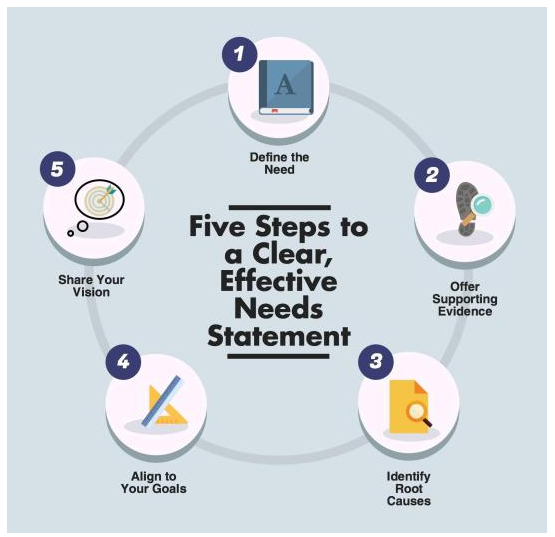 1
A
Define the
Need
2
Offer
Supporting
Evidence
3
Identify
Root
Causes
4
Align to
Your Goals
5
Share Your
Vision
Five Steps to
a Clear,
Effective
Needs
Statement